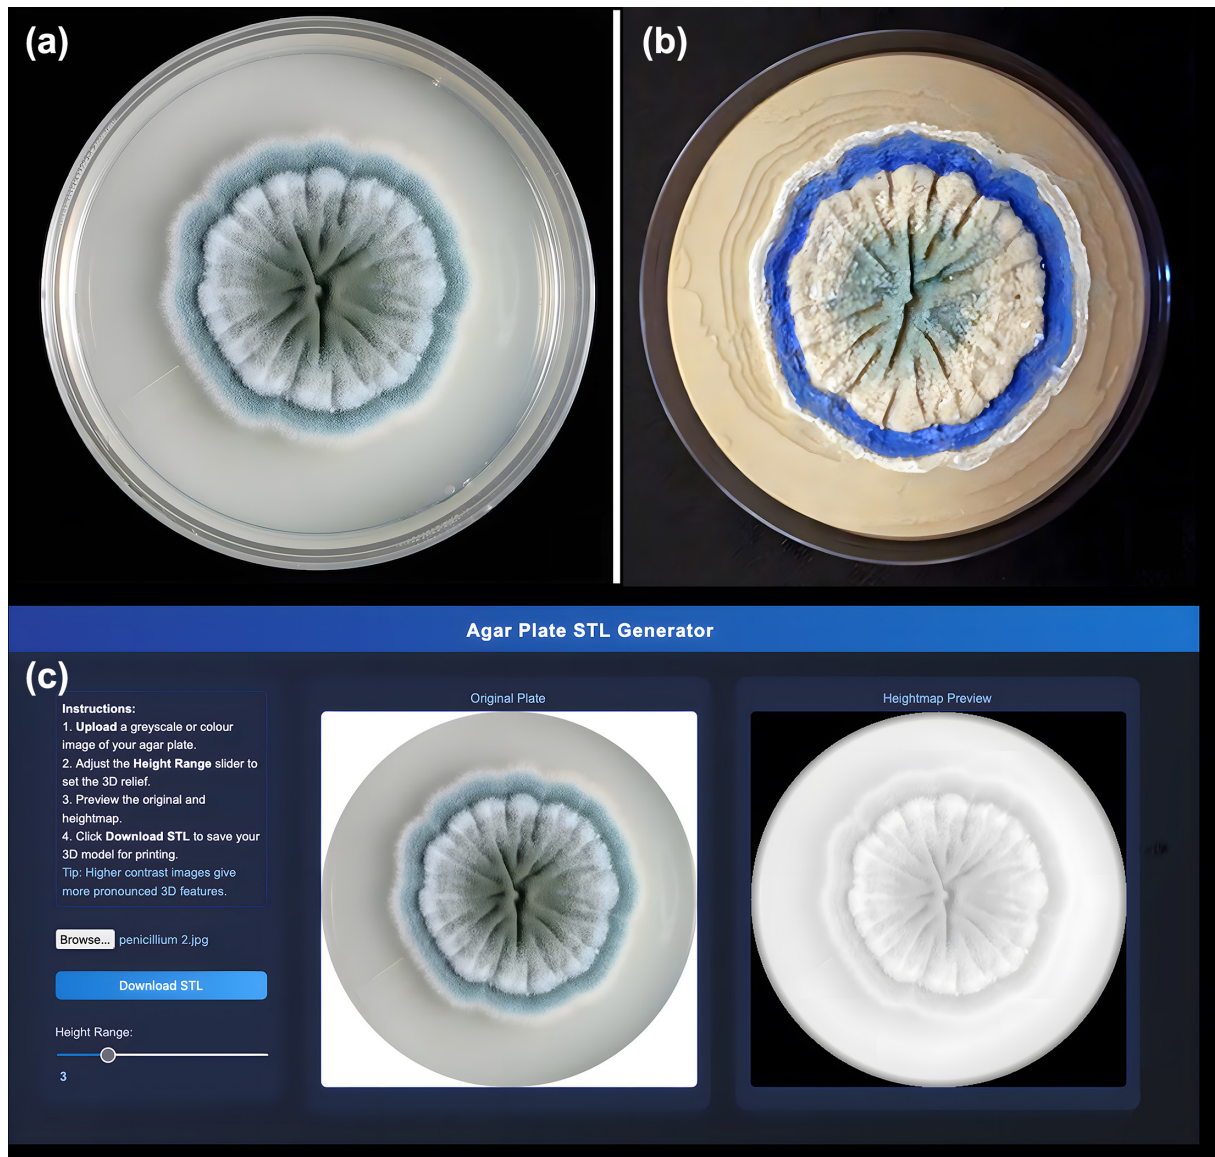 (a)
(b)
Agar Plate STL Generator
(c)
Instructions:
1. Upload a greyscale or colour
image of your agar plate.
2. Adjust the Height Range slider to
set the 3D relief.
3. Preview the original and
heightmap.
4. Click Download STL to save your
3D model for printing.
Tip: Higher contrast images give
more pronounced 3D features.
Browse... penicillium 2.jpg
Download STL
Height Range:
3
Original Plate
Heightmap Preview